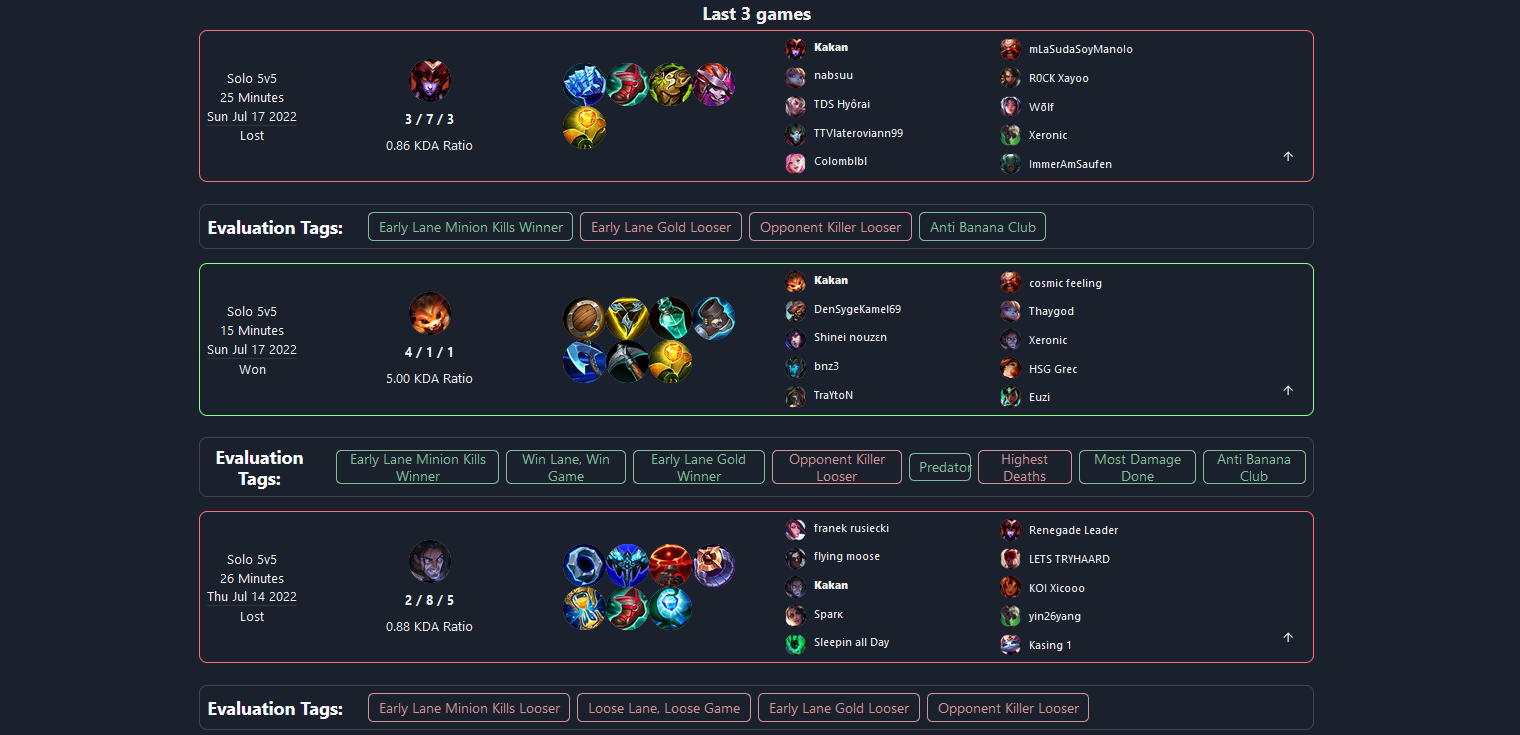 Last 3 games
Solo 5v5
25 Minutes
Sun Jul 17 2022
Lost
3 / 7 / 3
0.86 KDA Ratio
Kakan
nabsuu
TDS Hyôrai
TTVlateroviann99
Colomblbl
mLaSudaSoyManolo
R0CK Xayoo
Wõlf
Xeronic
ImmerAmSaufen
Evaluation Tags:
Early Lane Minion Kills Winner
Early Lane Gold Looser
Opponent Killer Looser
Anti Banana Club
Solo 5v5
15 Minutes
Sun Jul 17 2022
Won
4 / 1 / 1
5.00 KDA Ratio
Kakan
DenSygeKamel69
Shinei nouzεn
bnz3
TraYtoN
cosmic feeling
Thaygod
Xeronic
HSG Grec
Euzi
Evaluation
Tags:
Early Lane Minion Kills
Winner
Win Lane, Win
Game
Early Lane Gold
Winner
Opponent Killer
Looser
Predator
Highest
Deaths
Most Damage
Done
Anti Banana
Club
Solo 5v5
26 Minutes
Thu Jul 14 2022
Lost
2 / 8 / 5
0.88 KDA Ratio
franek rusiecki
flying moose
Kakan
Sparκ
Sleepin all Day
Renegade Leader
LETS TRYHAARD
KOI Xicooo
yin26yang
Kasing 1
Evaluation Tags:
Early Lane Minion Kills Looser
Loose Lane, Loose Game
Early Lane Gold Looser
Opponent Killer Looser